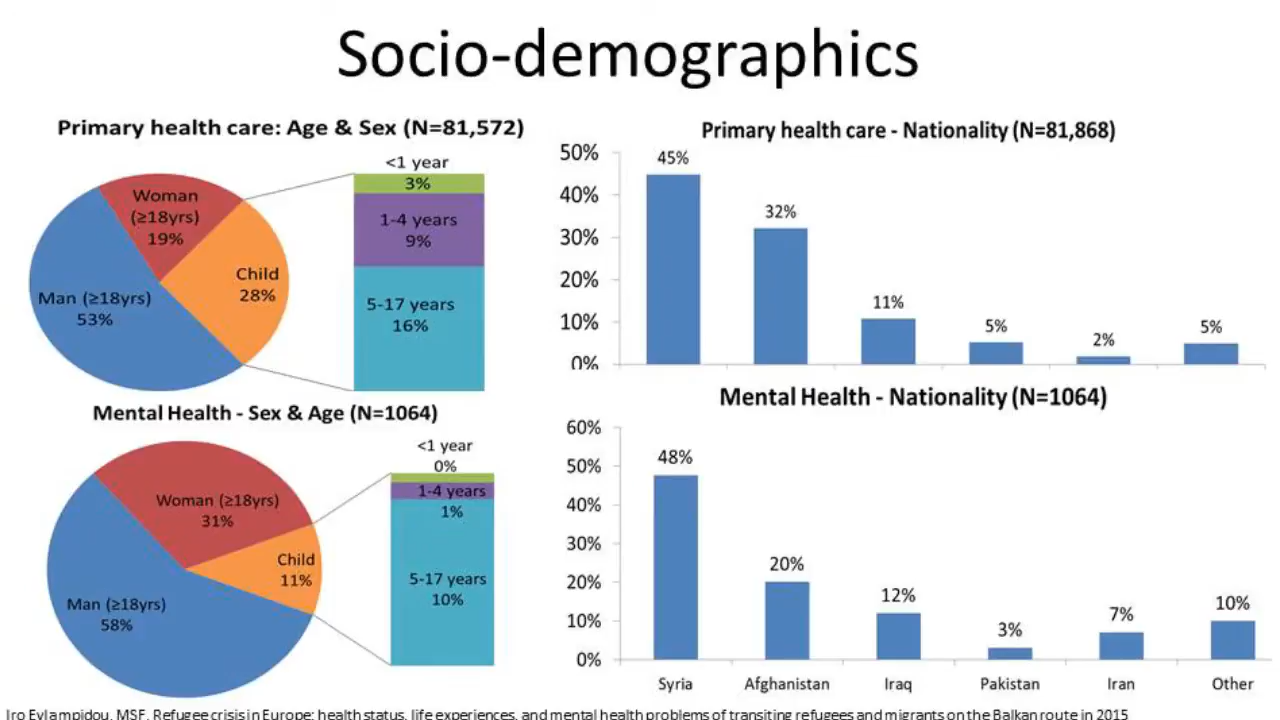 Socio-demographics
Primary health care: Age & Sex (N=81,572)
Woman
(≥18yrs)
19%
Child
28%
Man (≥18yrs)
53%
<1 year
3%
1-4 years
9%
5-17 years
16%
Primary health care - Nationality (N=81,868)
50%
40%
30%
20%
10%
0%
45%
32%
11%
5%
2%
5%
Mental Health - Sex & Age (N=1064)
Woman (≥18yrs)
31%
Child
11%
Man (≥18yrs)
58%
<1 year
0%
1-4 years
1%
5-17 years
10%
Mental Health - Nationality (N=1064)
60%
50%
40%
30%
20%
10%
0%
48%
20%
12%
3%
7%
10%
Syria Afghanistan Iraq Pakistan Iran Other
Iro Evlampidou, MSF. Refugee crisis in Europe: health status, life experiences, and mental health problems of transiting refugees and migrants on the Balkan route in 2015